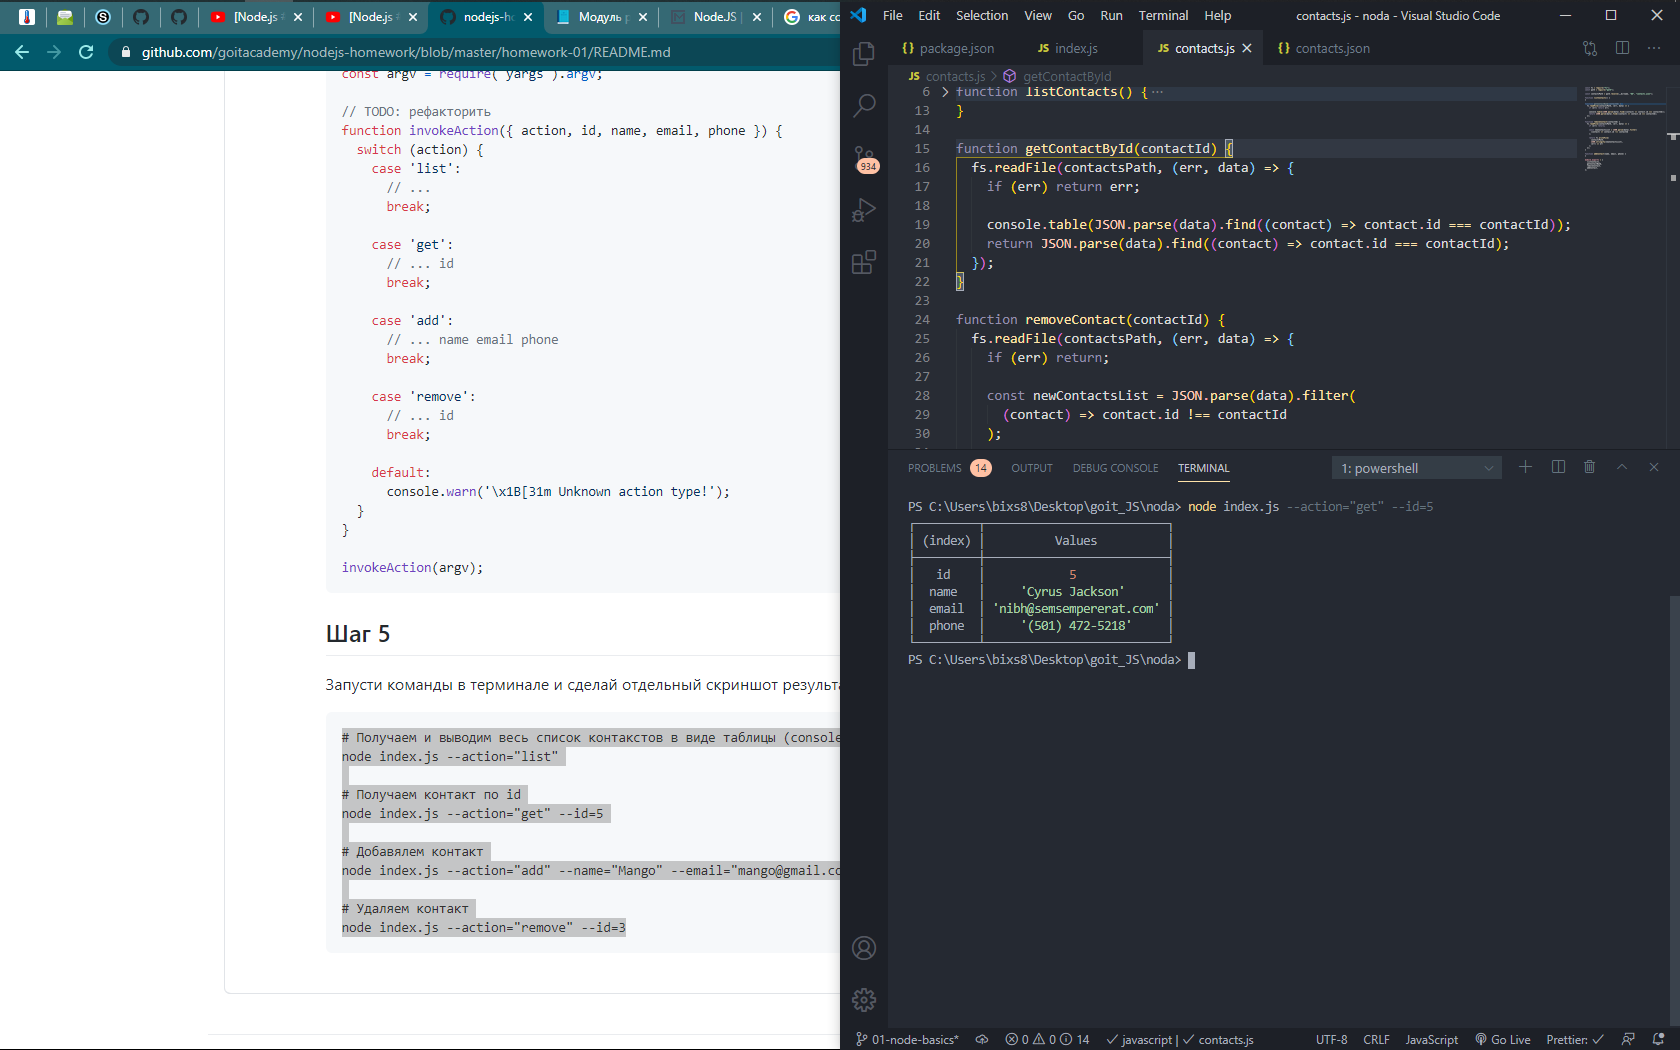 [Node.js
[Node.js
nodejs-h
Модуль
Node.JS
как со
github.com/goitacademy/nodejs-homework/blob/master/homework-01/README.md
const argv = require('yargs').argv;
// TODO: рефакторить
function invokeAction({ action, id, name, email, phone }) {
switch (action) {
case 'list':
// ...
break;
case 'get':
// ... id
break;
case 'add':
// ... name email phone
break;
case 'remove':
// ... id
break;
default:
console.warn('\x1B[31m Unknown action type!');
}
}
invokeAction(argv);
Шаг 5
Запусти команды в терминале и сделай отдельный скриншот
# Получаем и выводим весь список контакстов в виде таблицы (console
node index.js --action="list"
# Получаем контакт по id
node index.js --action="get" --id=5
# Добавялем контакт
node index.js --action="add" --name="Mango" --email="mango@gmail.co
# Удаляем контакт
node index.js --action="remove" --id=3
File Edit Selection View Go Run Terminal Help
contacts.js - noda - Visual Studio Code
{} package.json
JS index.js
JS contacts.js
{} contacts.json
JS contacts.js > getContactById
934
6 > function listContacts() { ...
13 }
14
15 function getContactById(contactId) {
16 fs.readFile(contactsPath, (err, data) => {
17 if (err) return err;
18
19 console.table(JSON.parse(data).find((contact) => contact.id === contactId));
20 return JSON.parse(data).find((contact) => contact.id === contactId);
21 });
22 }
23
24 function removeContact(contactId) {
25 fs.readFile(contactsPath, (err, data) => {
26 if (err) return;
27
28 const newContactsList = JSON.parse(data).filter(
29 (contact) => contact.id !== contactId
30 );
PROBLEMS 14 OUTPUT DEBUG CONSOLE TERMINAL
1: powershell
PS C:\Users\bixs8\Desktop\goit_JS\noda> node index.js --action="get" --id=5
(index) Values
id 5
name 'Cyrus Jackson'
email 'nibh@semsempererat.com'
phone '(501) 472-5218'
PS C:\Users\bixs8\Desktop\goit_JS\noda>
01-node-basics* 0 0 14 javascript | contacts.js UTF-8 CRLF JavaScript Go Live Prettier: